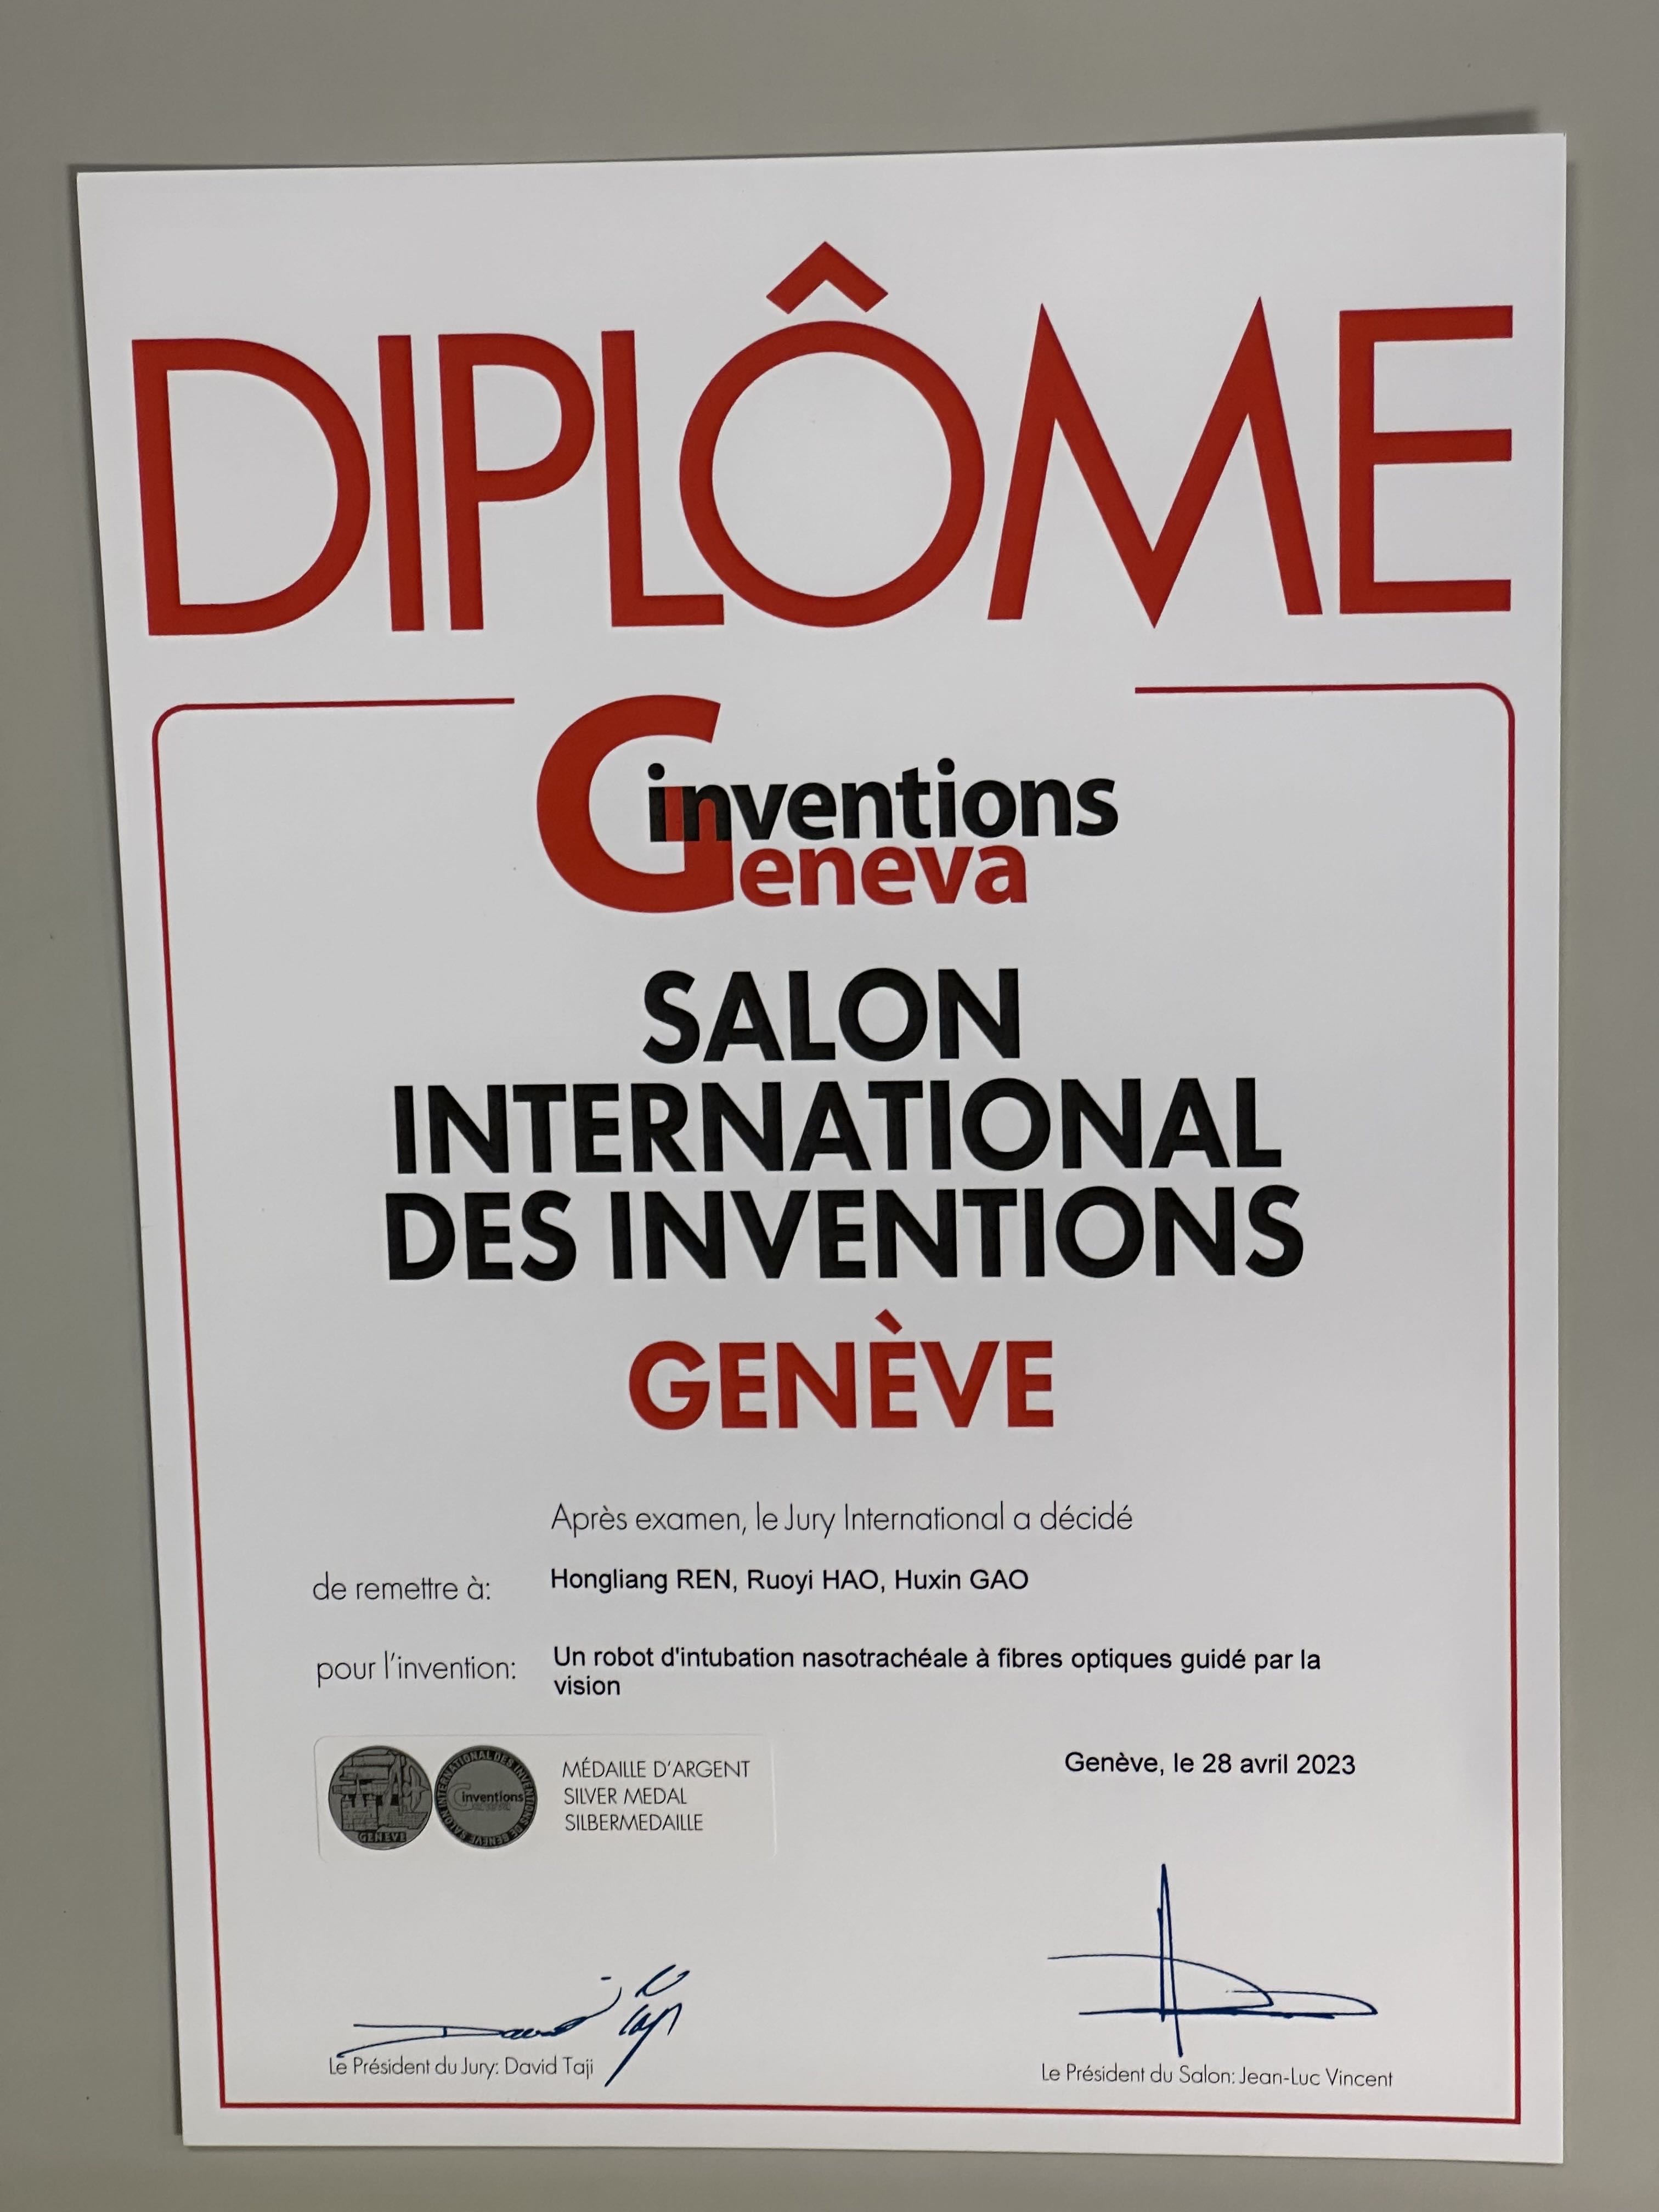 DIPLÔME
inventions
Geneva
SALON
INTERNATIONAL
DES INVENTIONS
GENÈVE
Après examen, le Jury International a décidé
de remettre à: Hongliang REN, Ruoyi HAO, Huxin GAO
pour l'invention: Un robot d'intubation nasotrachéale à fibres optiques guidé par la
vision
GENEVE
SALON INTERNATIONAL DES INVENTIONS DE GENEVE
inventions
Geneva
MÉDAILLE D'ARGENT
SILVER MEDAL
SILBERMEDAILLE
Genève, le 28 avril 2023
Le Président du Jury: David Taji
Le Président du Salon: Jean-Luc Vincent